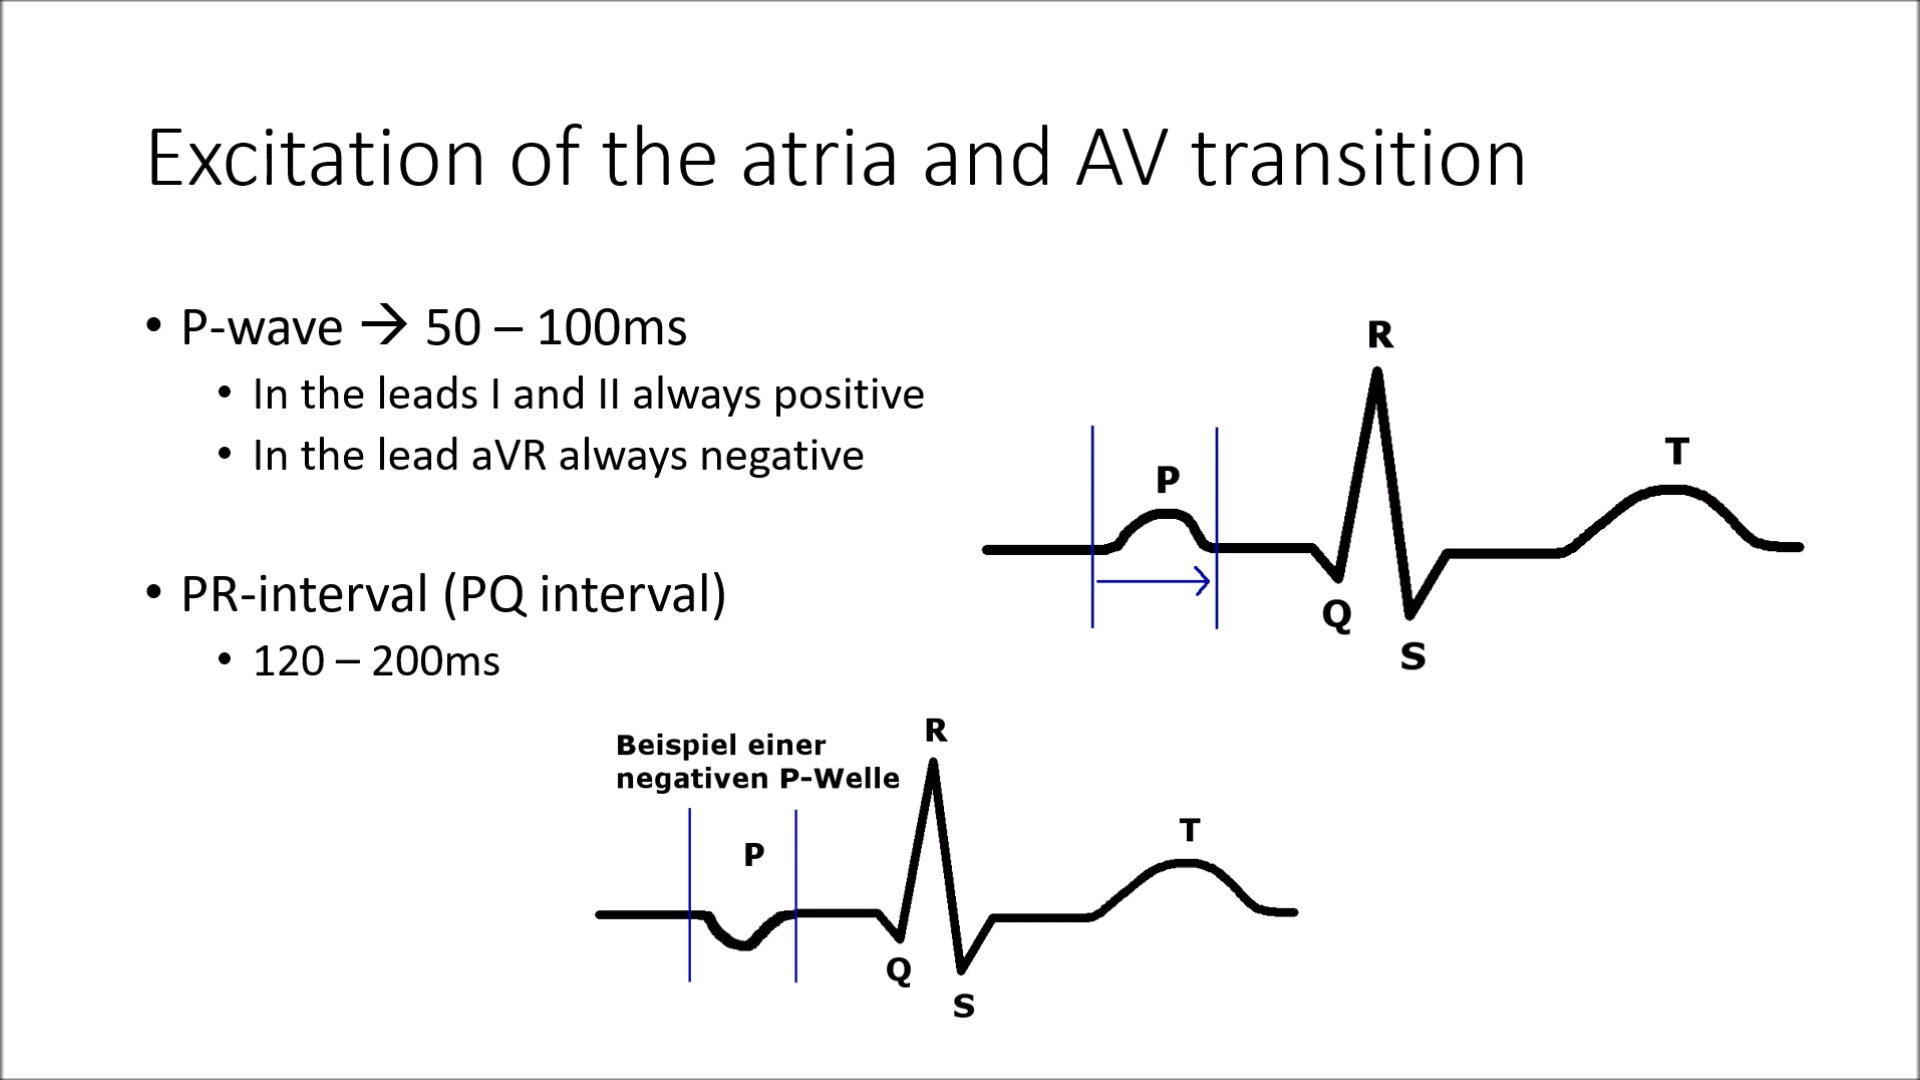 Excitation of the atria and AV transition
• P-wave → 50 – 100ms
• In the leads I and II always positive
• In the lead aVR always negative
• PR-interval (PQ interval)
• 120 – 200ms
R
P
T
Q
S
Beispiel einer
negativen P-Welle
R
P
T
Q
S